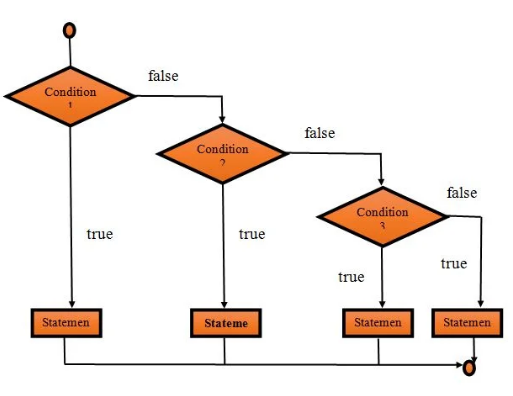 false
Condition
1
false
Condition
2
false
Condition
3
true
true
true
true
Statemen
Stateme
Statemen
Statemen